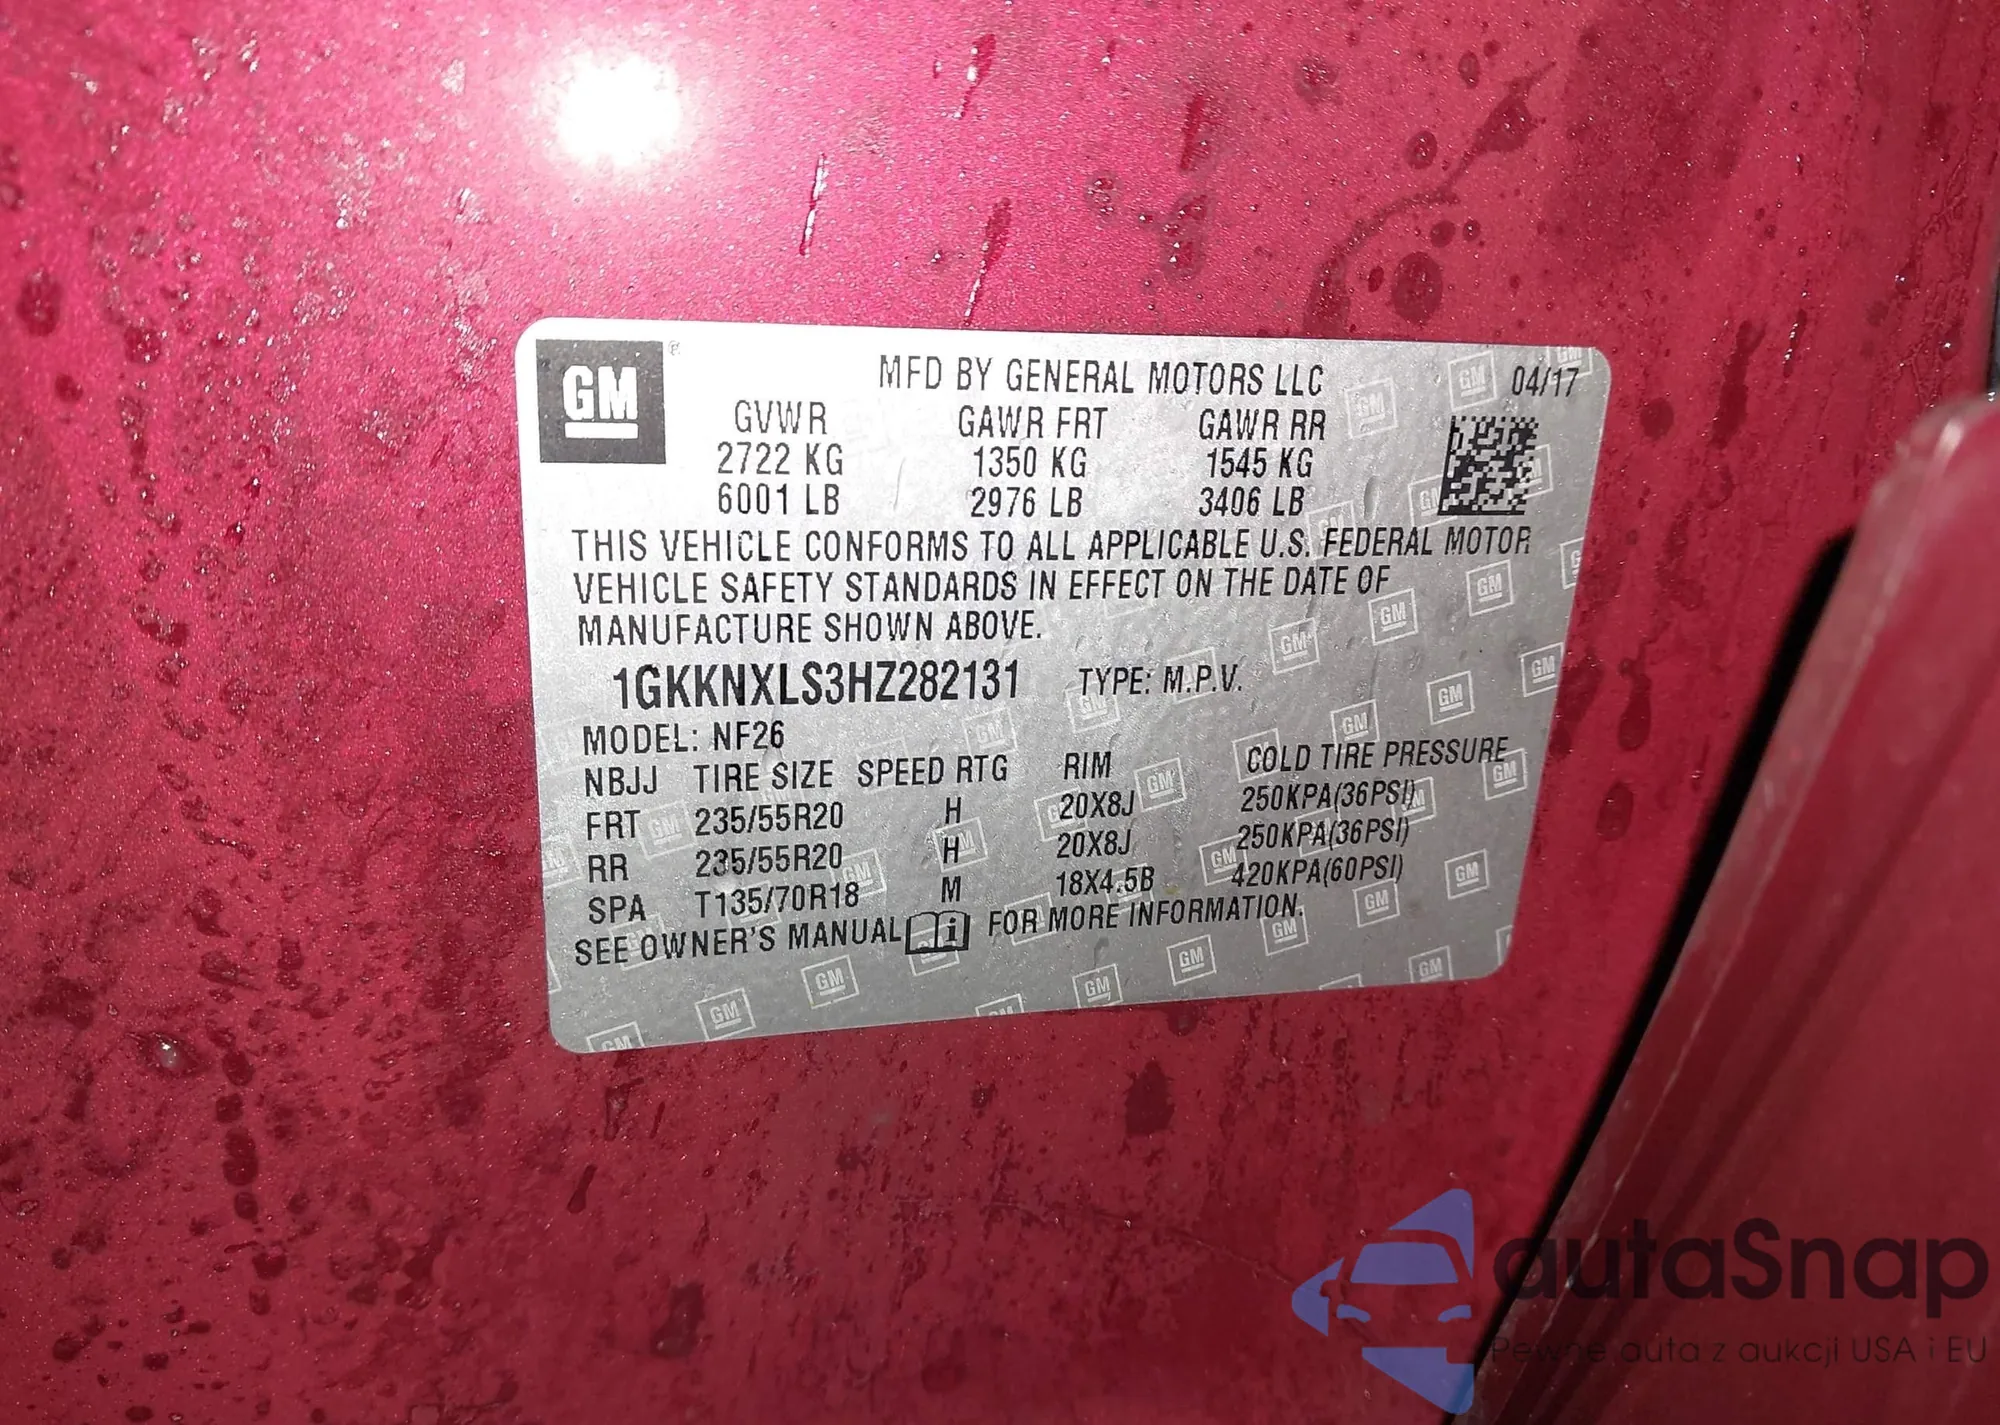 GM
MFD BY GENERAL MOTORS LLC 04/17
GVWR GAWR FRT GAWR RR
2722 KG 1350 KG 1545 KG
6001 LB 2976 LB 3406 LB
THIS VEHICLE CONFORMS TO ALL APPLICABLE U.S. FEDERAL MOTOR
VEHICLE SAFETY STANDARDS IN EFFECT ON THE DATE OF
MANUFACTURE SHOWN ABOVE.
1GKKNXLS3HZ282131 TYPE: M.P.V.
MODEL: NF26
NBJJ TIRE SIZE SPEED RTG RIM COLD TIRE PRESSURE
FRT 235/55R20 H 20X8J 250KPA(36PSI)
RR 235/55R20 H 20X8J 250KPA(36PSI)
SPA T135/70R18 M 18X4.5B 420KPA(60PSI)
SEE OWNER'S MANUAL FOR MORE INFORMATION.
autaSnap
Pewne auta z aukcji USA i EU